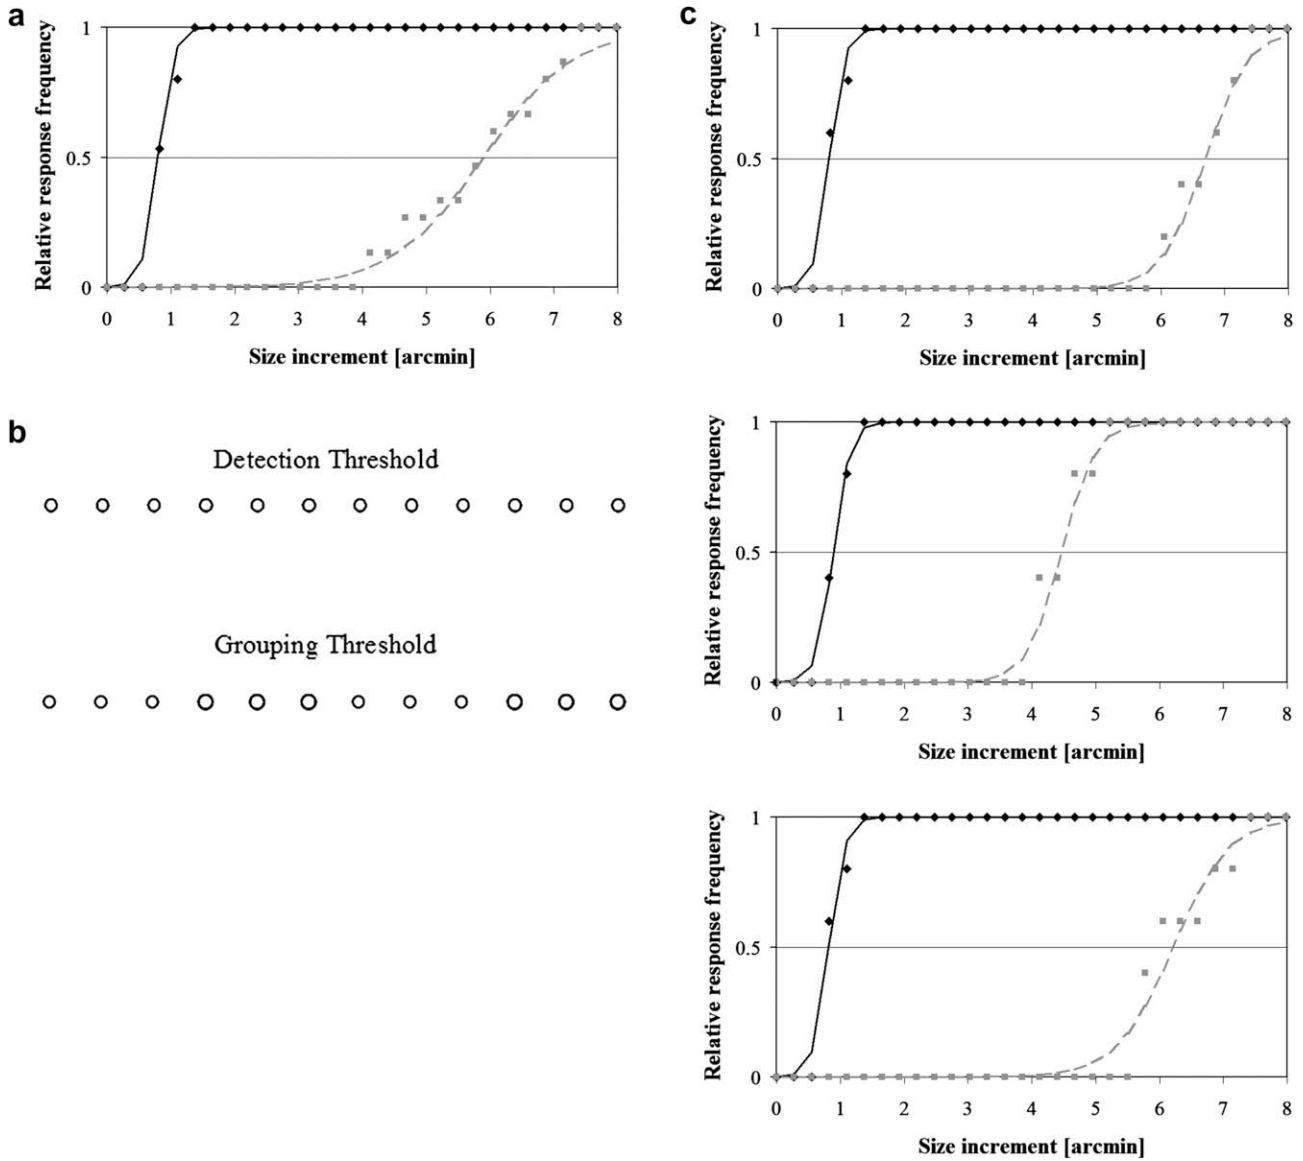 a
1
0.5
0
Relative response frequency
0 1 2 3 4 5 6 7 8
Size increment [arcmin]
b
Detection Threshold
Grouping Threshold
c
1
0.5
0
Relative response frequency
0 1 2 3 4 5 6 7 8
Size increment [arcmin]
1
0.5
0
Relative response frequency
0 1 2 3 4 5 6 7 8
Size increment [arcmin]
1
0.5
0
Relative response frequency
0 1 2 3 4 5 6 7 8
Size increment [arcmin]